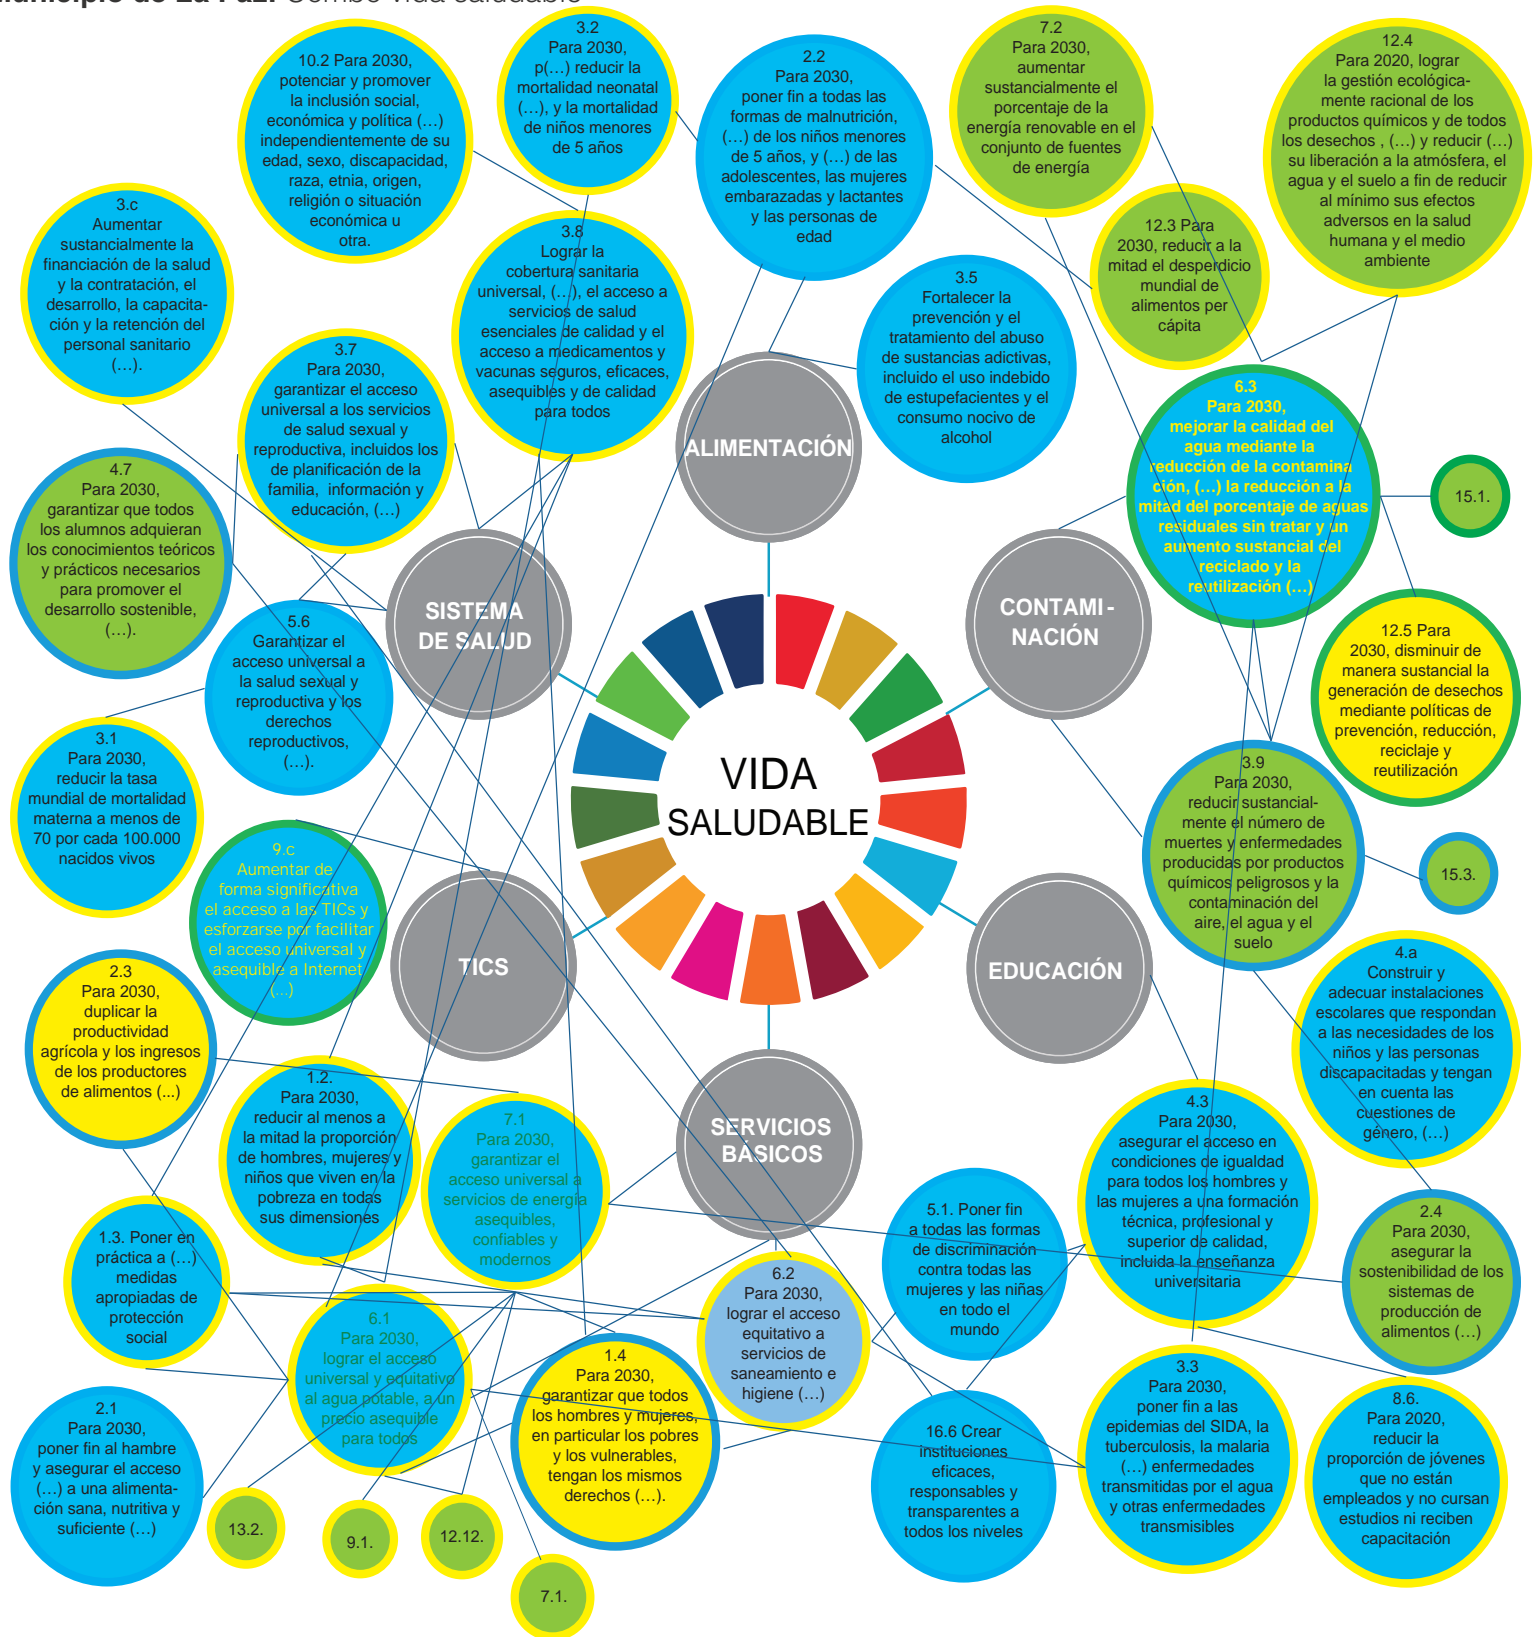 Municipio de La Paz: Combo vida saludable
10.2 Para 2030,
potenciar y promover
la inclusión social,
económica y política (…)
independientemente de su
edad, sexo, discapacidad,
raza, etnia, origen,
religión o situación
económica u
otra.
3.2
Para 2030,
p(…) reducir la
mortalidad neonatal
(…), y la mortalidad
de niños menores
de 5 años
2.2
Para 2030,
poner fin a todas las
formas de malnutrición,
(…) de los niños menores
de 5 años, y (…) de las
adolescentes, las mujeres
embarazadas y lactantes
y las personas de
edad
7.2
Para 2030,
aumentar
sustancialmente el
porcentaje de la
energía renovable en el
conjunto de fuentes
de energía
12.4
Para 2020, lograr
la gestión ecológica-
mente racional de los
productos químicos y de todos
los desechos , (…) y reducir (…)
su liberación a la atmósfera, el
agua y el suelo a fin de reducir
al mínimo sus efectos
adversos en la salud
humana y el medio
ambiente
3.c
Aumentar
sustancialmente la
financiación de la salud
y la contratación, el
desarrollo, la capacita-
ción y la retención del
personal sanitario
(…).
3.8
Lograr la
cobertura sanitaria
universal, (…), el acceso a
servicios de salud
esenciales de calidad y el
acceso a medicamentos y
vacunas seguros, eficaces,
asequibles y de calidad
para todos
12.3 Para
2030, reducir a la
mitad el desperdicio
mundial de
alimentos per
cápita
3.5
Fortalecer la
prevención y el
tratamiento del abuso
de sustancias adictivas,
incluido el uso indebido
de estupefacientes y el
consumo nocivo de
alcohol
3.7
Para 2030,
garantizar el acceso
universal a los servicios
de salud sexual y
reproductiva, incluidos los
de planificación de la
familia, información y
educación, (…)
ALIMENTACIÓN
6.3
Para 2030,
mejorar la calidad del
agua mediante la
reducción de la contamina-
ción, (…) la reducción a la
mitad del porcentaje de aguas
residuales sin tratar y un
aumento sustancial del
reciclado y la
reutilización (…)
15.1.
4.7
Para 2030,
garantizar que todos
los alumnos adquieran
los conocimientos teóricos
y prácticos necesarios
para promover el
desarrollo sostenible,
(…).
SISTEMA
DE SALUD
CONTAMI-
NACIÓN
5.6
Garantizar el
acceso universal a
la salud sexual y
reproductiva y los
derechos
reproductivos,
(…).
12.5 Para
2030, disminuir de
manera sustancial la
generación de desechos
mediante políticas de
prevención, reducción,
reciclaje y
reutilización
3.1
Para 2030,
reducir la tasa
mundial de mortalidad
materna a menos de
70 por cada 100.000
nacidos vivos
VIDA
SALUDABLE
3.9
Para 2030,
reducir sustancial-
mente el número de
muertes y enfermedades
producidas por productos
químicos peligrosos y la
contaminación del
aire, el agua y el
suelo
15.3.
9.c
Aumentar de
forma significativa
el acceso a las TICs y
esforzarse por facilitar
el acceso universal y
asequible a Internet
(...)
TICS
EDUCACIÓN
4.a
Construir y
adecuar instalaciones
escolares que respondan
a las necesidades de los
niños y las personas
discapacitadas y tengan
en cuenta las
cuestiones de
género, (…)
2.3
Para 2030,
duplicar la
productividad
agrícola y los ingresos
de los productores
de alimentos (...)
1.2.
Para 2030,
reducir al menos a
la mitad la proporción
de hombres, mujeres y
niños que viven en la
pobreza en todas
sus dimensiones
7.1
Para 2030,
garantizar el
acceso universal a
servicios de energía
asequibles,
confiables y
modernos
SERVICIOS
BÁSICOS
4.3
Para 2030,
asegurar el acceso en
condiciones de igualdad
para todos los hombres y
las mujeres a una formación
técnica, profesional y
superior de calidad,
incluida la enseñanza
universitaria
5.1. Poner fin
a todas las formas
de discriminación
contra todas las
mujeres y las niñas
en todo el
mundo
2.4
Para 2030,
asegurar la
sostenibilidad de los
sistemas de
producción de
alimentos (…)
1.3. Poner en
práctica a (…)
medidas
apropiadas de
protección
social
6.2
Para 2030,
lograr el acceso
equitativo a
servicios de
saneamiento e
higiene (…)
6.1
Para 2030,
lograr el acceso
universal y equitativo
al agua potable, a un
precio asequible
para todos
1.4
Para 2030,
garantizar que todos
los hombres y mujeres,
en particular los pobres
y los vulnerables,
tengan los mismos
derechos (…).
3.3
Para 2030,
poner fin a las
epidemias del SIDA, la
tuberculosis, la malaria
(…) enfermedades
transmitidas por el agua
y otras enfermedades
transmisibles
8.6.
Para 2020,
reducir la
proporción de jóvenes
que no están
empleados y no cursan
estudios ni reciben
capacitación
2.1
Para 2030,
poner fin al hambre
y asegurar el acceso
(…) a una alimenta-
ción sana, nutritiva y
suficiente (…)
16.6 Crear
instituciones
eficaces,
responsables y
transparentes a
todos los niveles
13.2.
9.1.
12.12.
7.1.